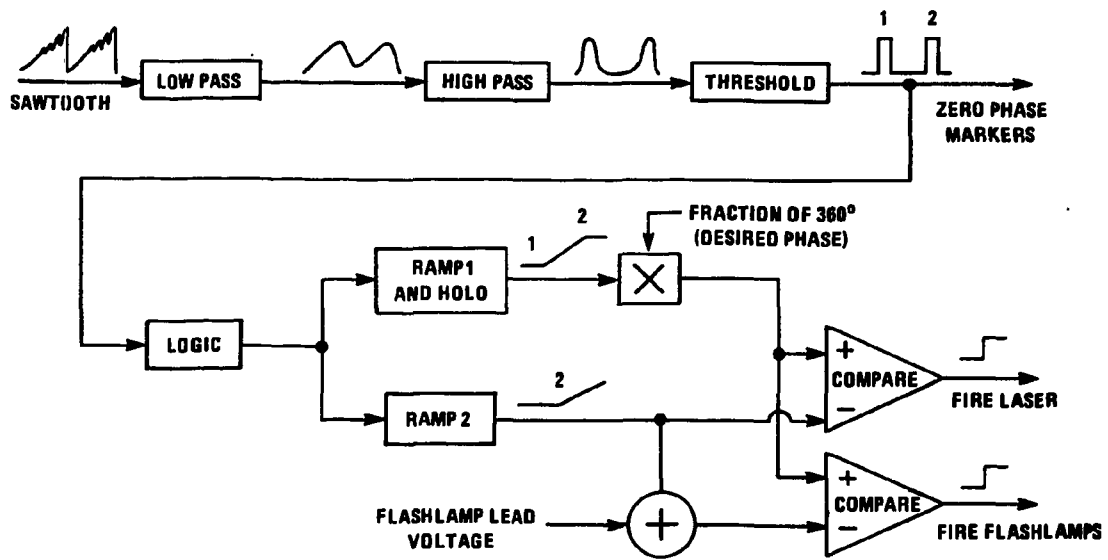 1 2
SAWTOOTH
LOW PASS
HIGH PASS
THRESHOLD
ZERO PHASE
MARKERS
FRACTION OF 360°
(DESIRED PHASE)
1 2
RAMP1
AND HOLO
×
LOGIC
+
COMPARE
−
FIRE LASER
2
RAMP 2
+
COMPARE
−
FIRE FLASHLAMPS
FLASHLAMP LEAD
VOLTAGE
+